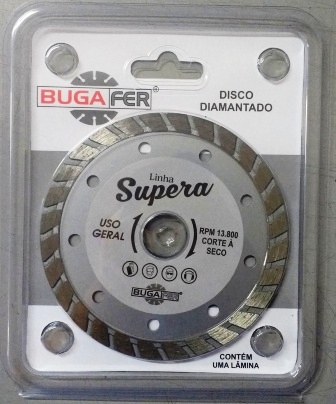 BUGAFER®
DISCO
DIAMANTADO
Linha
Supera
USO
GERAL
RPM 13.800
CORTE À
SECO
BUGAFER
CONTÉM
UMA LÂMINA